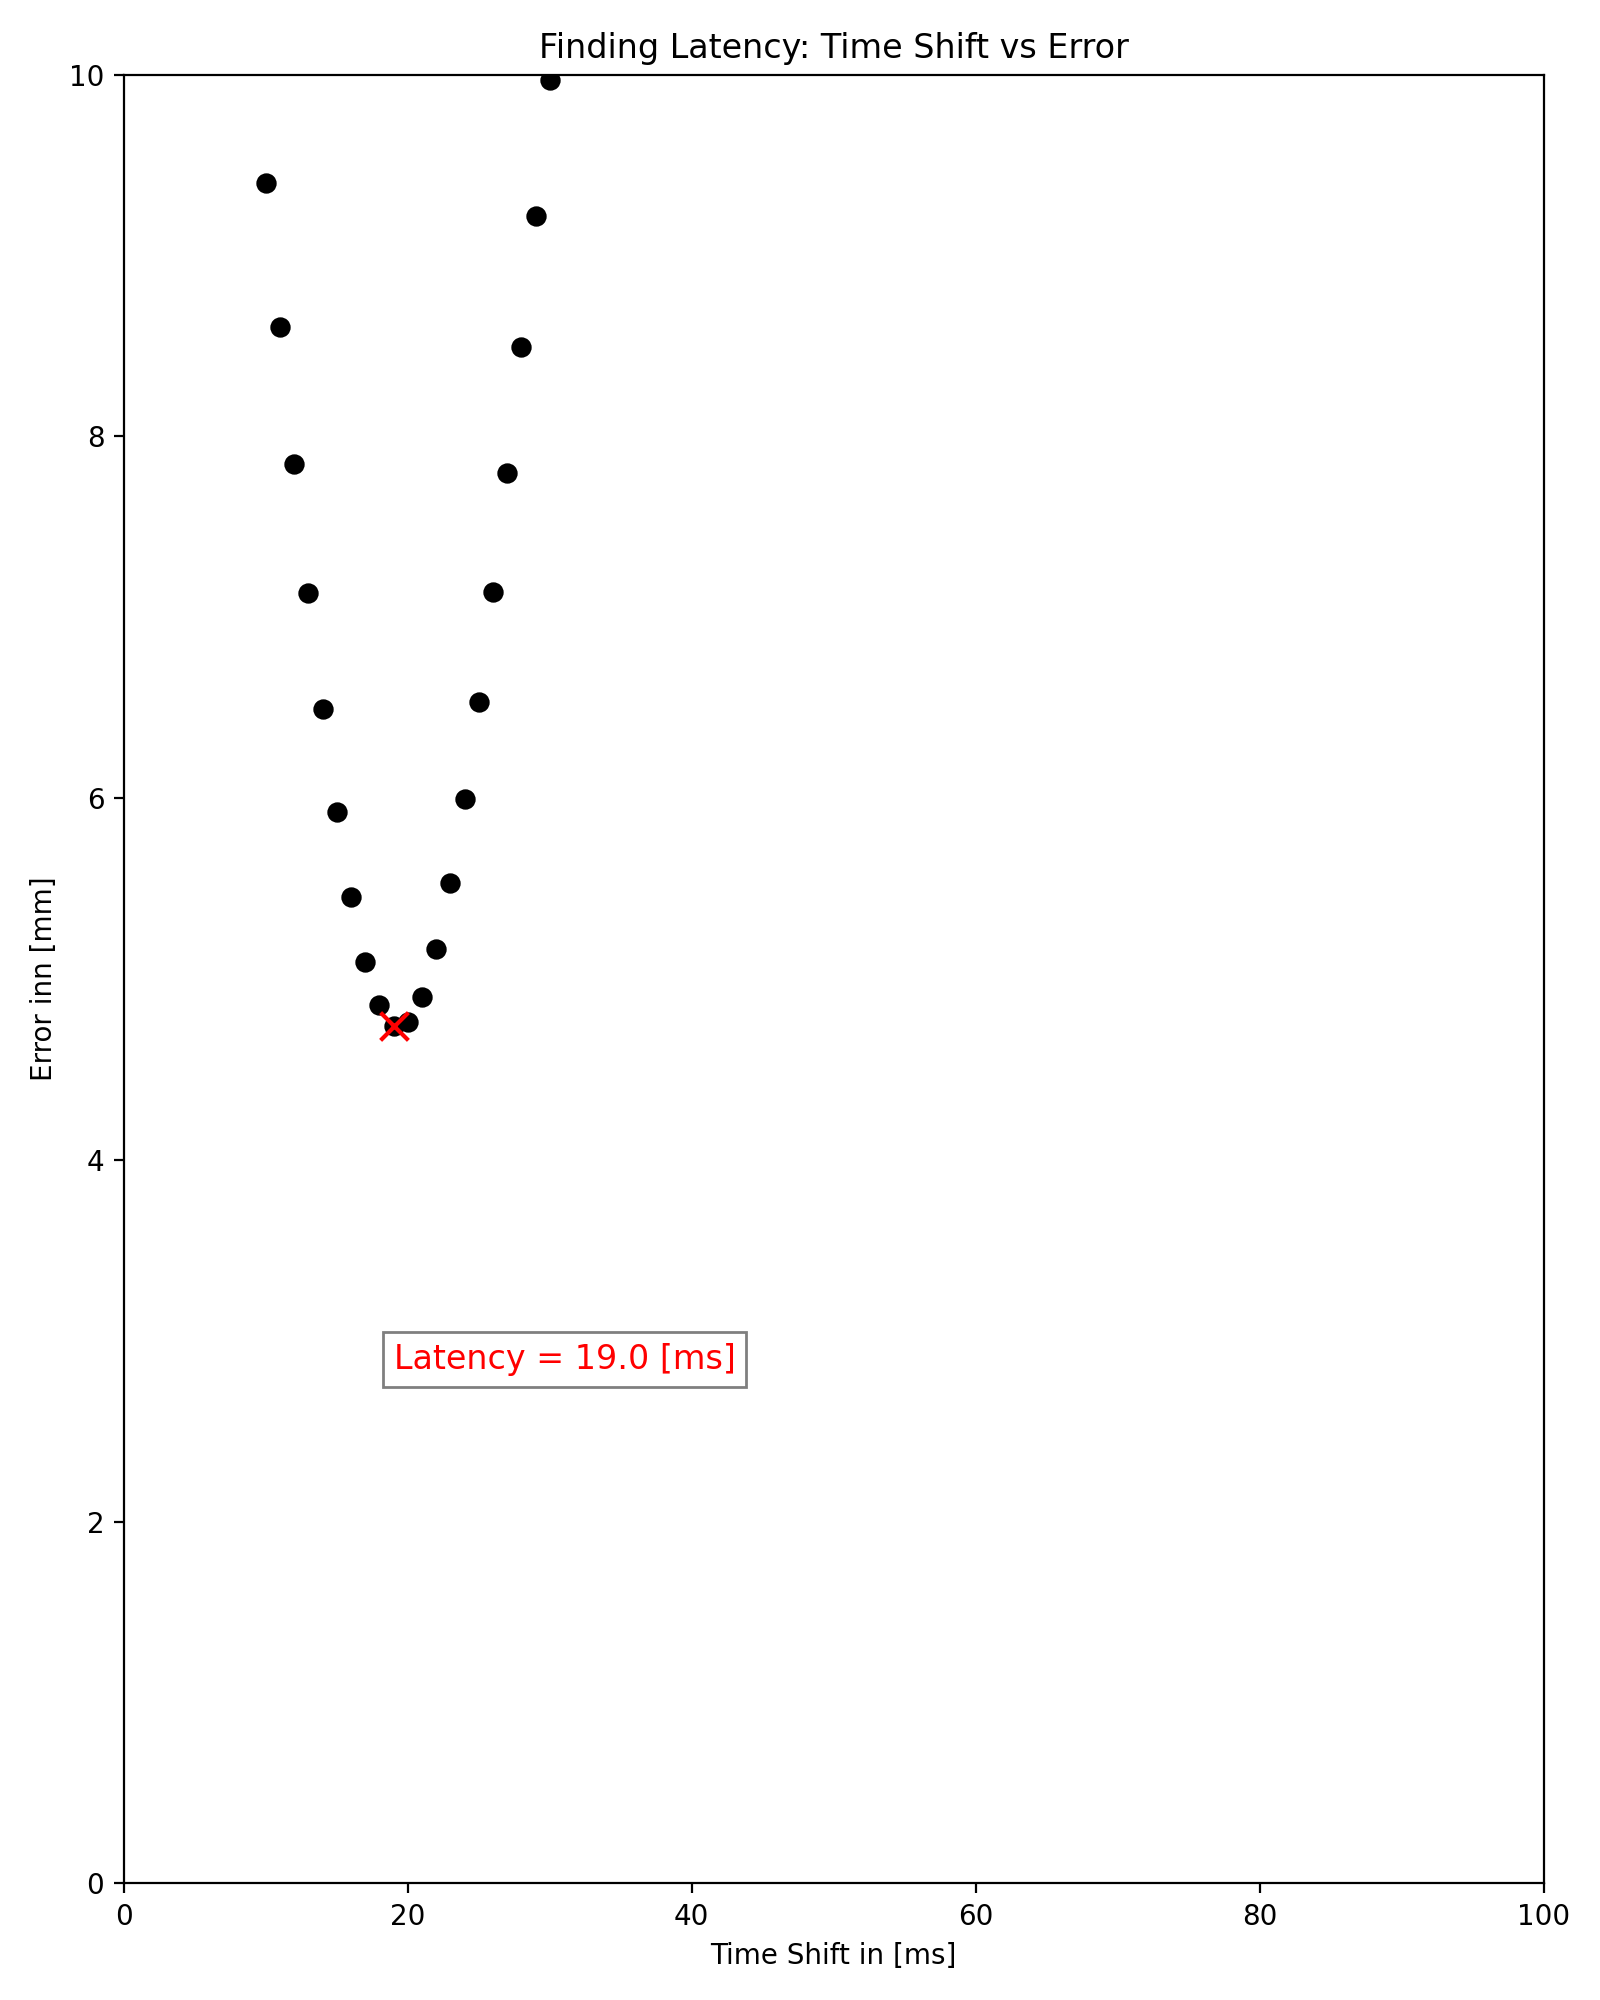 Finding Latency: Time Shift vs Error
10
8
6
4
2
0
Error inn [mm]
Latency = 19.0 [ms]
0 20 40 60 80 100
Time Shift in [ms]